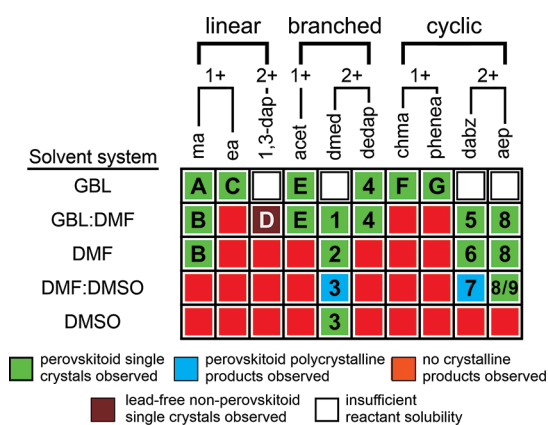 linear branched cyclic
1+ 2+ 1+ 2+ 1+ 2+
ma ea 1,3-dap acet dmed dedap chma phenea dabz aep
Solvent system
GBL A C E 4 F G
GBL:DMF B D E 1 4 5 8
DMF B 2 6 8
DMF:DMSO 3 7 8/9
DMSO 3
perovskitoid single
crystals observed
perovskitoid polycrystalline
products observed
no crystalline
products observed
lead-free non-perovskitoid
single crystals observed
insufficient
reactant solubility